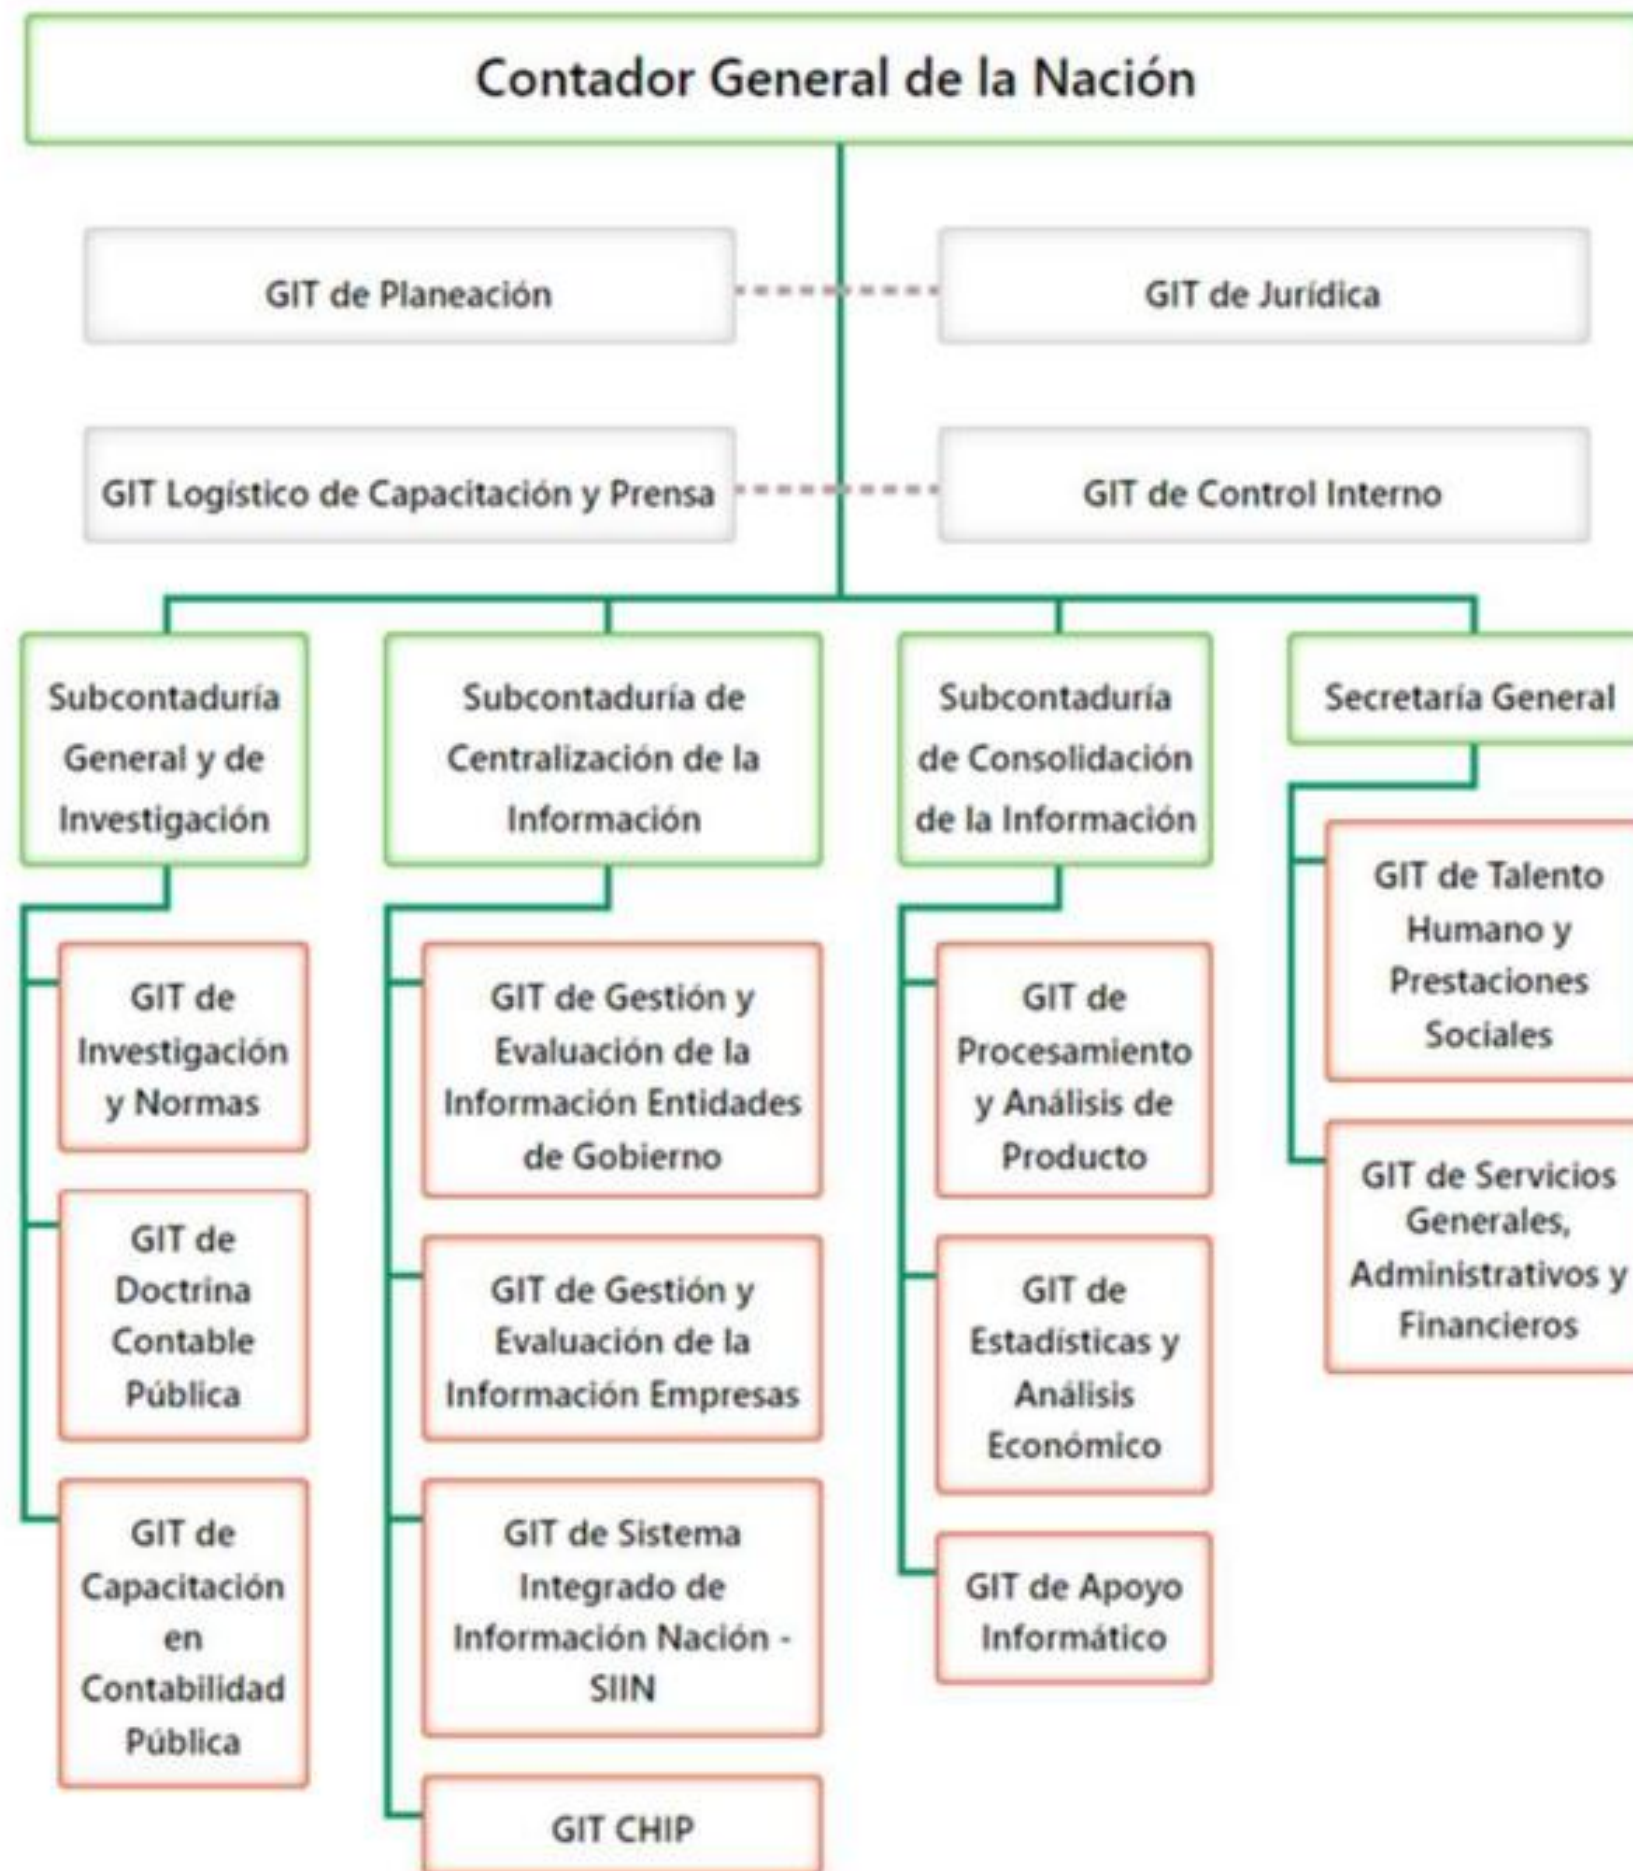 Contador General de la Nación
GIT de Planeación
GIT de Jurídica
GIT Logístico de Capacitación y Prensa
GIT de Control Interno
Subcontaduría
General y de
Investigación
Subcontaduría de
Centralización de la
Información
Subcontaduría
de Consolidación
de la Información
Secretaría General
GIT de
Investigación
y Normas
GIT de
Doctrina
Contable
Pública
GIT de
Capacitación
en
Contabilidad
Pública
GIT de Gestión y
Evaluación de la
Información Entidades
de Gobierno
GIT de Gestión y
Evaluación de la
Información Empresas
GIT de Sistema
Integrado de
Información Nación -
SIIN
GIT CHIP
GIT de
Procesamiento
y Análisis de
Producto
GIT de
Estadísticas y
Análisis
Económico
GIT de Apoyo
Informático
GIT de Talento
Humano y
Prestaciones
Sociales
GIT de Servicios
Generales,
Administrativos y
Financieros